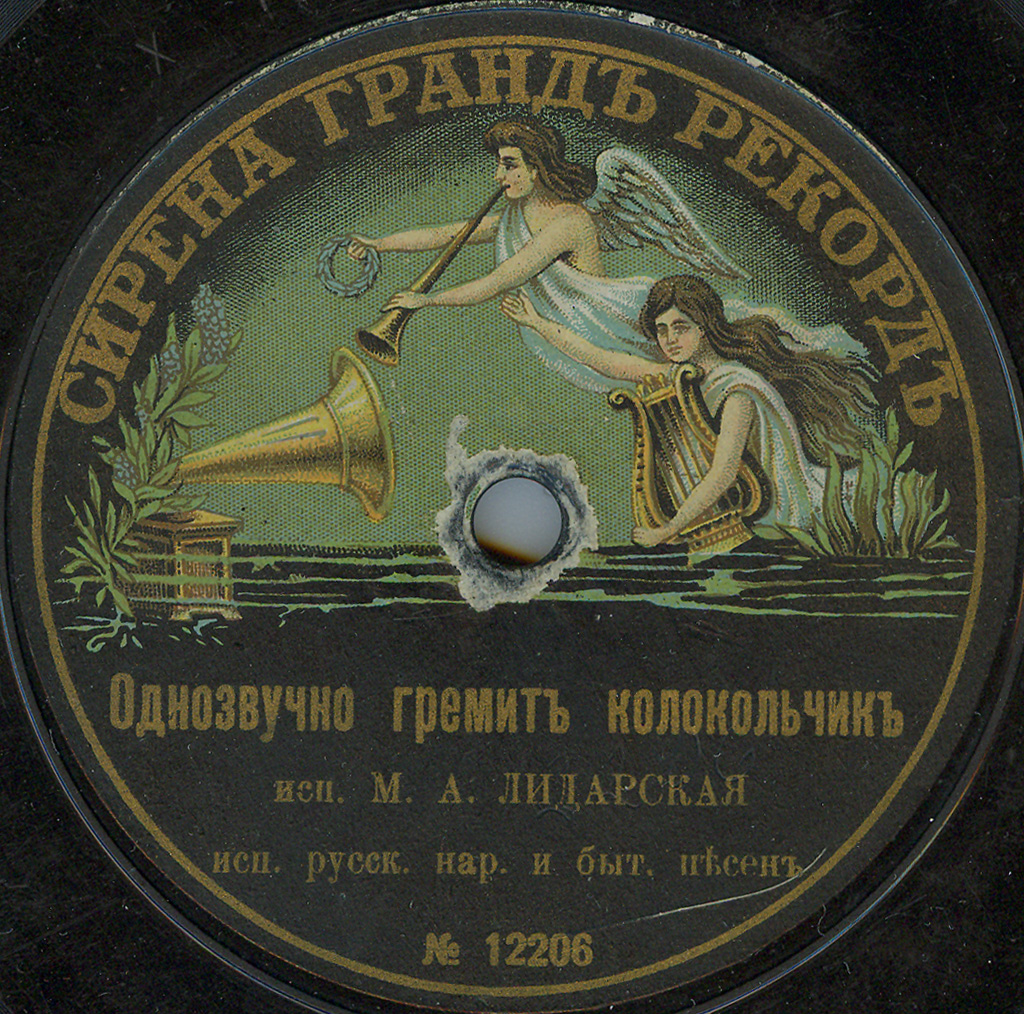 СИРЕНА ГРАНДЪ РЕКОРДЪ
Однозвучно гремитъ колокольчикъ
исп. М. А. ЛИДАРСКАЯ
исп. русск. нар. и быт. пѣсенъ
№ 12206